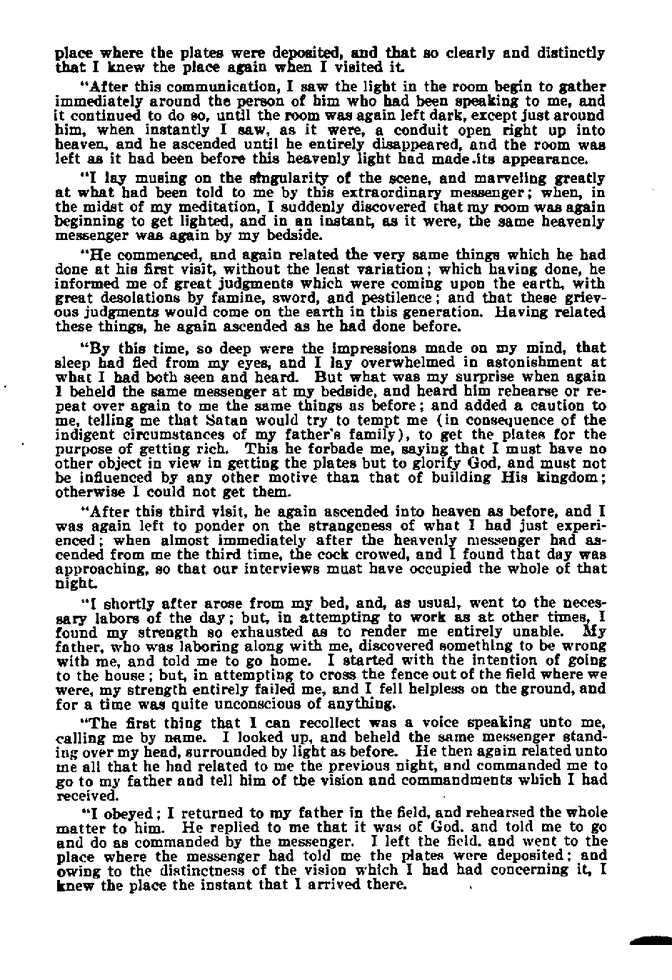 place where the plates were deposited, and that so clearly and distinctly
that I knew the place again when I visited it.
"After this communication, I saw the light in the room begin to gather
immediately around the person of him who had been speaking to me, and
it continued to do so, until the room was again left dark, except just around
him, when instantly I saw, as it were, a conduit open right up into
heaven, and he ascended until he entirely disappeared, and the room was
left as it had been before this heavenly light had made .its appearance.
"I lay musing on the singularity of the scene, and marveling greatly
at what had been told to me by this extraordinary messenger; when, in
the midst of my meditation, I suddenly discovered that my room was again
beginning to get lighted, and in an instant, as it were, the same heavenly
messenger was again by my bedside.
"He commenced, and again related the very same things which he had
done at his first visit, without the least variation; which having done, he
informed me of great judgments which were coming upon the earth, with
great desolations by famine, sword, and pestilence; and that these griev-
ous judgments would come on the earth in this generation. Having related
these things, he again ascended as he had done before.
"By this time, so deep were the impressions made on my mind, that
sleep had fled from my eyes, and I lay overwhelmed in astonishment at
what I had both seen and heard. But what was my surprise when again
I beheld the same messenger at my bedside, and heard him rehearse or re-
peat over again to me the same things as before; and added a caution to
me, telling me that Satan would try to tempt me (in consequence of the
indigent circumstances of my father's family), to get the plates for the
purpose of getting rich. This he forbade me, saying that I must have no
other object in view in getting the plates but to glorify God, and must not
be influenced by any other motive than that of building His kingdom;
otherwise I could not get them.
"After this third visit, he again ascended into heaven as before, and I
was again left to ponder on the strangeness of what I had just experi-
enced; when almost immediately after the heavenly messenger had as-
cended from me the third time, the cock crowed, and I found that day was
approaching, so that our interviews must have occupied the whole of that
night.
"I shortly after arose from my bed, and, as usual, went to the neces-
sary labors of the day; but, in attempting to work as at other times, I
found my strength so exhausted as to render me entirely unable. My
father, who was laboring along with me, discovered something to be wrong
with me, and told me to go home. I started with the intention of going
to the house; but, in attempting to cross the fence out of the field where we
were, my strength entirely failed me, and I fell helpless on the ground, and
for a time was quite unconscious of anything.
"The first thing that I can recollect was a voice speaking unto me,
calling me by name. I looked up, and beheld the same messenger stand-
ing over my head, surrounded by light as before. He then again related unto
me all that he had related to me the previous night, and commanded me to
go to my father and tell him of the vision and commandments which I had
received.
"I obeyed; I returned to my father in the field, and rehearsed the whole
matter to him. He replied to me that it was of God. and told me to go
and do as commanded by the messenger. I left the field. and went to the
place where the messenger had told me the plates were deposited; and
owing to the distinctness of the vision which I had had concerning it, I
knew the place the instant that I arrived there.